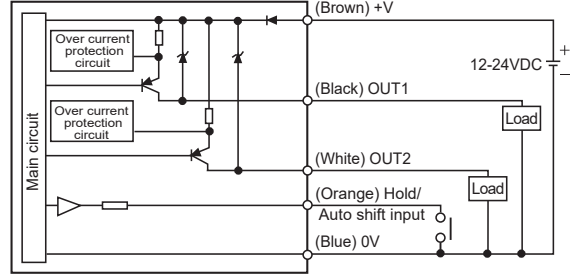 (Brown) +V
Over current
protection
circuit
12-24VDC
+
−
(Black) OUT1
Load
Over current
protection
circuit
Main circuit
(White) OUT2
Load
(Orange) Hold/
Auto shift input
(Blue) 0V